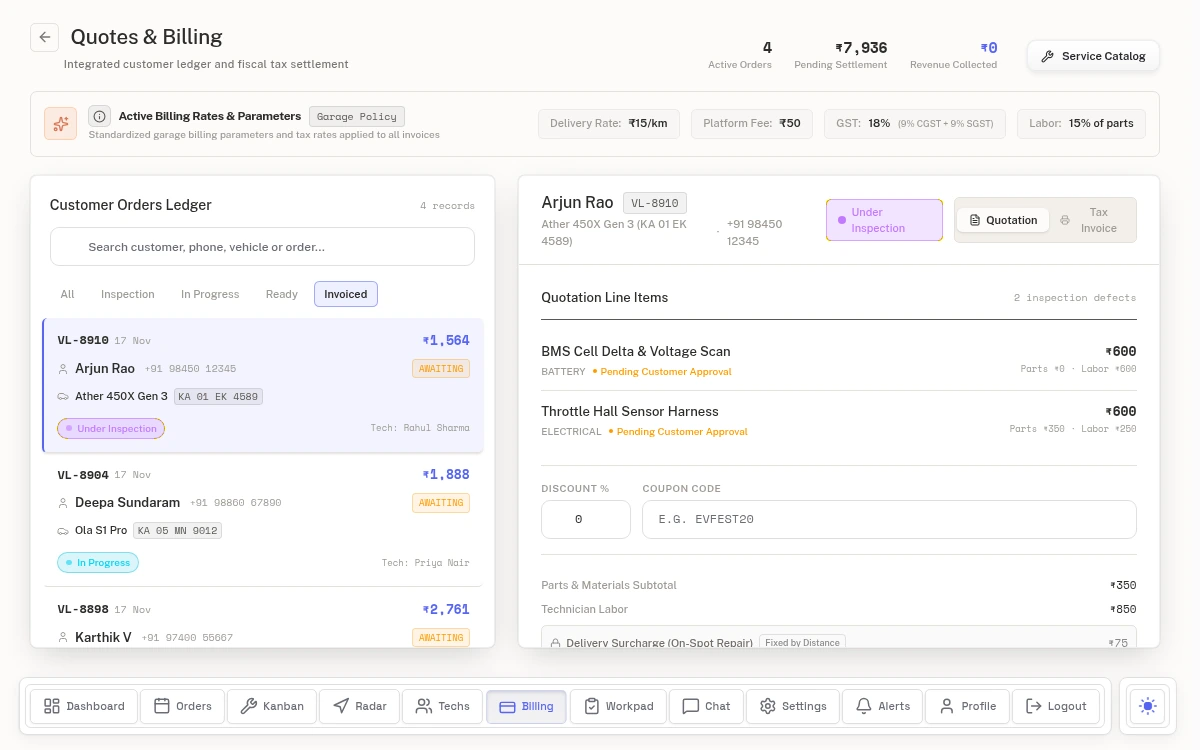 Quotes & Billing
Integrated customer ledger and fiscal tax settlement
4
Active Orders
₹7,936
Pending Settlement
₹0
Revenue Collected
Service Catalog
Active Billing Rates & Parameters
Garage Policy
Standardized garage billing parameters and tax rates applied to all invoices
Delivery Rate: ₹15/km
Platform Fee: ₹50
GST: 18% (9% CGST + 9% SGST)
Labor: 15% of parts
Customer Orders Ledger
4 records
Search customer, phone, vehicle or order...
All
Inspection
In Progress
Ready
Invoiced
VL-8910 17 Nov
₹1,564
Arjun Rao +91 98450 12345
AWAITING
Ather 450X Gen 3 KA 01 EK 4589
Under Inspection
Tech: Rahul Sharma
VL-8904 17 Nov
₹1,888
Deepa Sundaram +91 98860 67890
AWAITING
Ola S1 Pro KA 05 MN 9012
In Progress
Tech: Priya Nair
VL-8898 17 Nov
₹2,761
Karthik V +91 97400 55667
AWAITING
Arjun Rao VL-8910
Ather 450X Gen 3 (KA 01 EK
4589)
·
+91 98450
12345
Under
Inspection
Quotation
Tax
Invoice
Quotation Line Items
2 inspection defects
BMS Cell Delta & Voltage Scan
₹600
BATTERY • Pending Customer Approval
Parts ₹0 · Labor ₹600
Throttle Hall Sensor Harness
₹600
ELECTRICAL • Pending Customer Approval
Parts ₹350 · Labor ₹250
DISCOUNT %
COUPON CODE
0
E.G. EVFEST20
Parts & Materials Subtotal
₹350
Technician Labor
₹850
Delivery Surcharge (On-Spot Repair) Fixed by Distance
₹75
Dashboard
Orders
Kanban
Radar
Techs
Billing
Workpad
Chat
Settings
Alerts
Profile
Logout